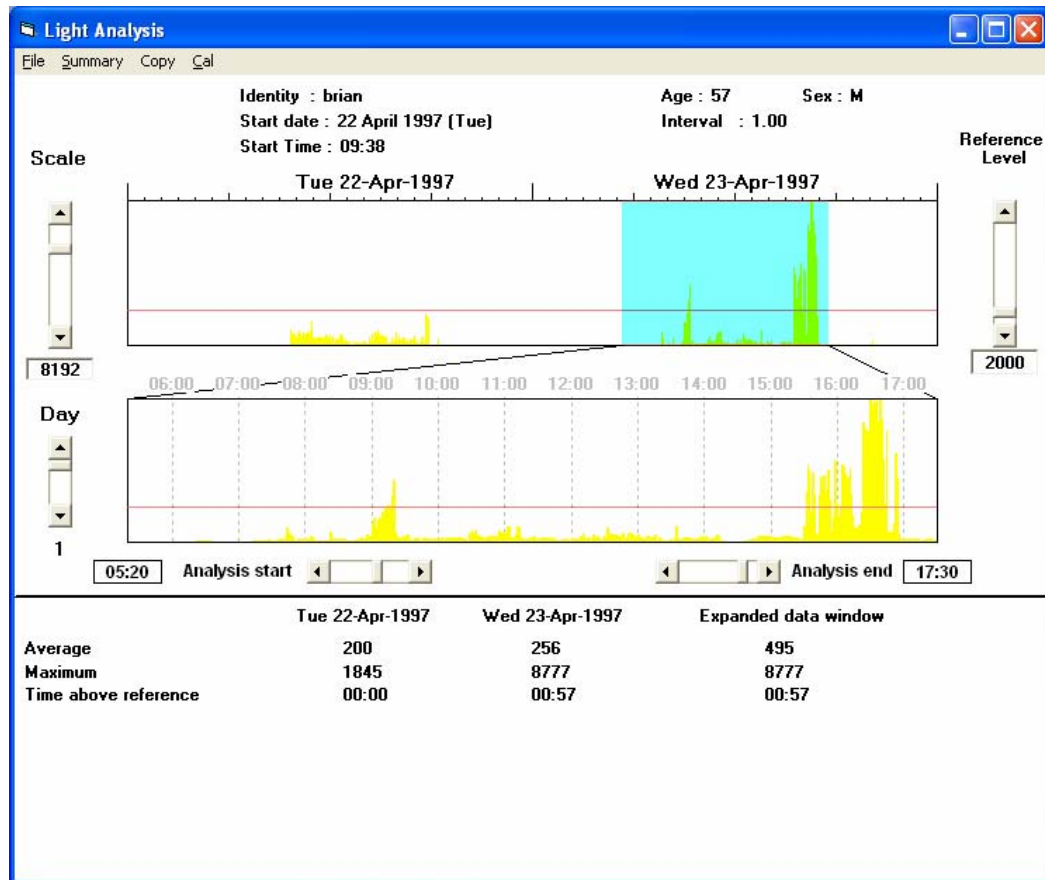 Light Analysis
File Summary Copy Cal
Identity : brian Age : 57 Sex : M
Start date : 22 April 1997 (Tue) Interval : 1.00
Start Time : 09:38
Scale
Reference
Level
Tue 22-Apr-1997 Wed 23-Apr-1997
8192
2000
06:00 07:00 08:00 09:00 10:00 11:00 12:00 13:00 14:00 15:00 16:00 17:00
Day
1
05:20 Analysis start Analysis end 17:30
Tue 22-Apr-1997 Wed 23-Apr-1997 Expanded data window
Average 200 256 495
Maximum 1845 8777 8777
Time above reference 00:00 00:57 00:57